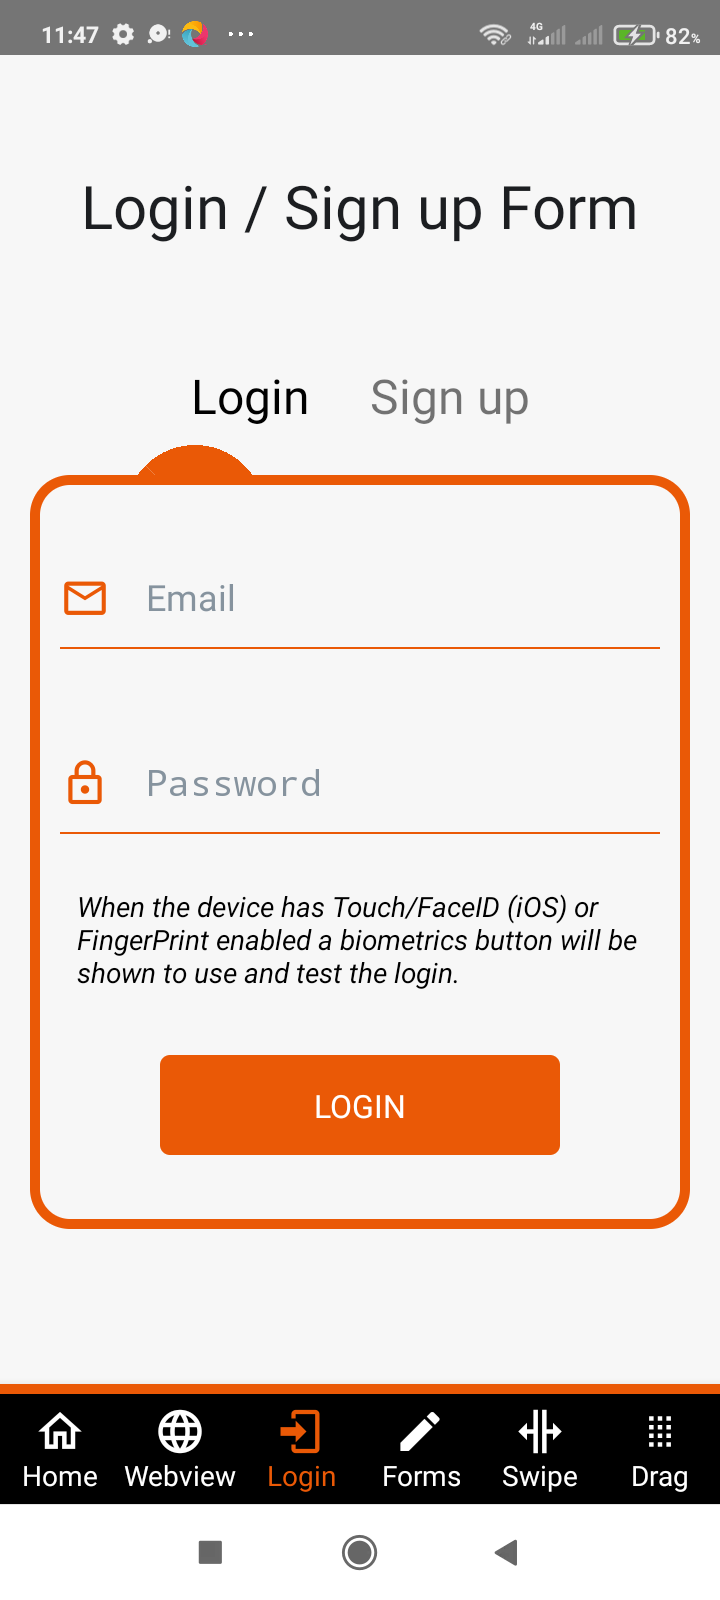 11:47 4G 82%
Login / Sign up Form
Login Sign up
Email
Password
When the device has Touch/FaceID (iOS) or
FingerPrint enabled a biometrics button will be
shown to use and test the login.
LOGIN
Home Webview Login Forms Swipe Drag